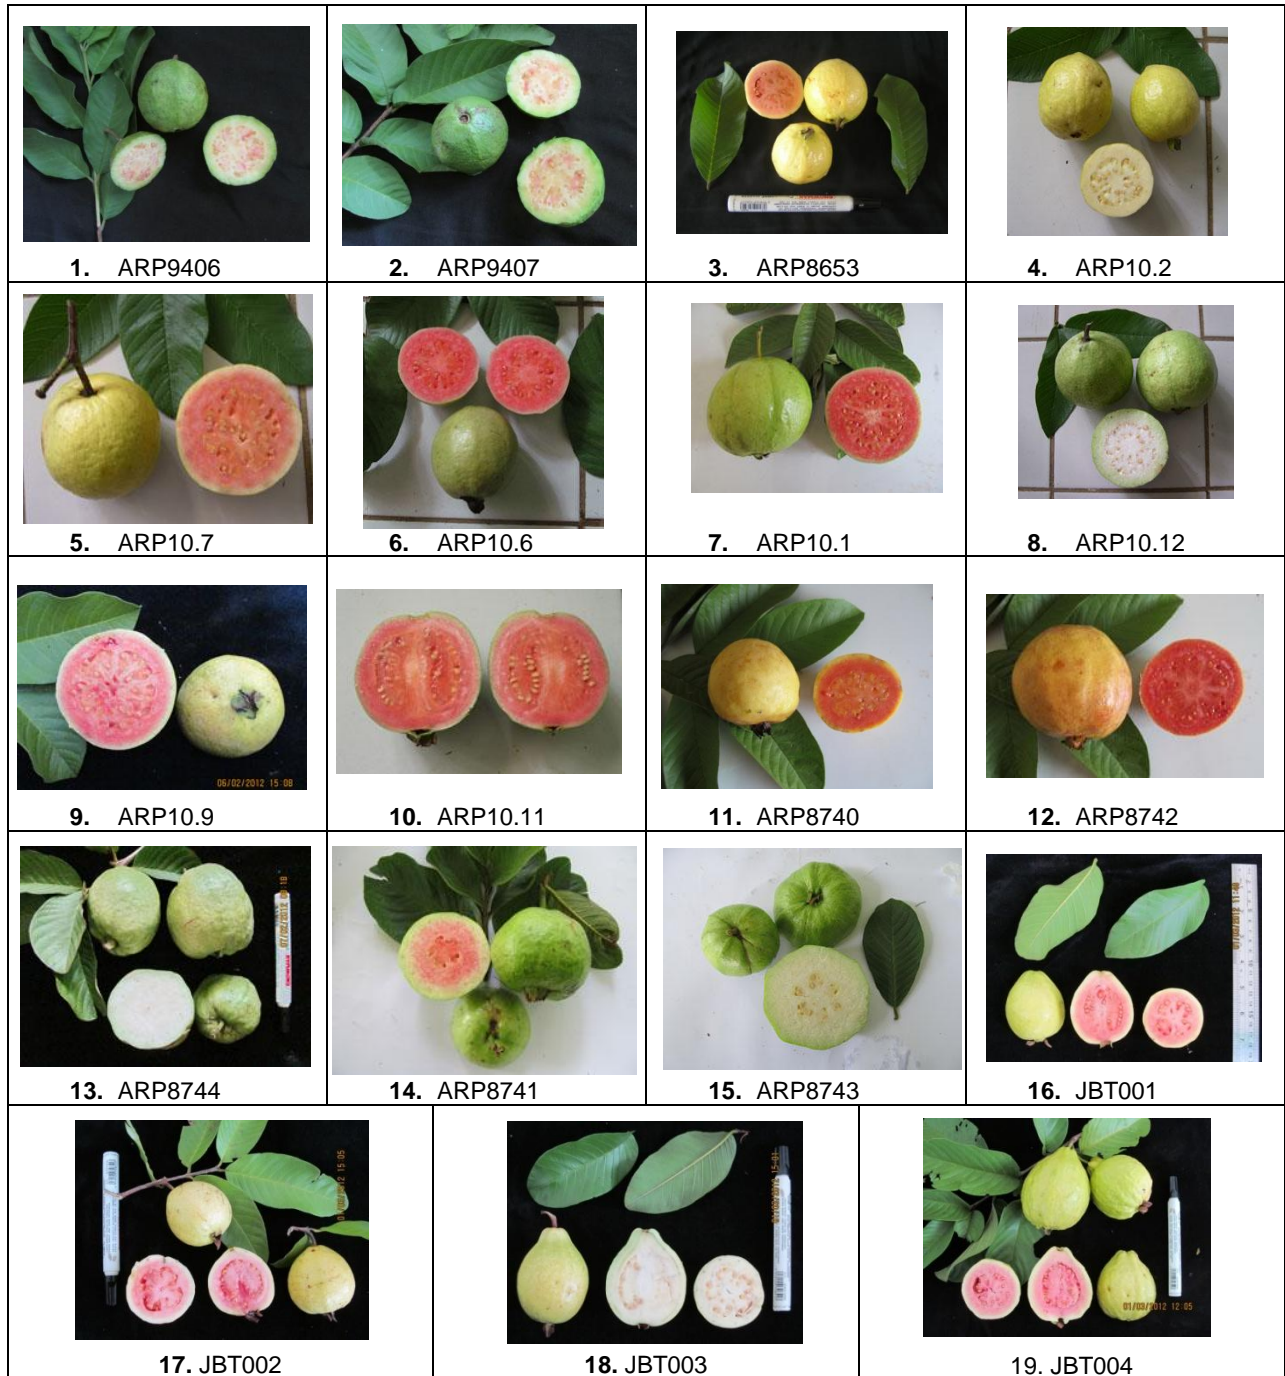 1. ARP9406
2. ARP9407
3. ARP8653
4. ARP10.2
5. ARP10.7
6. ARP10.6
7. ARP10.1
8. ARP10.12
06/02/2012 15:08
9. ARP10.9
10. ARP10.11
11. ARP8740
12. ARP8742
13. ARP8744
14. ARP8741
15. ARP8743
16. JBT001
17. JBT002
18. JBT003
01/03/2012 12:05
19. JBT004